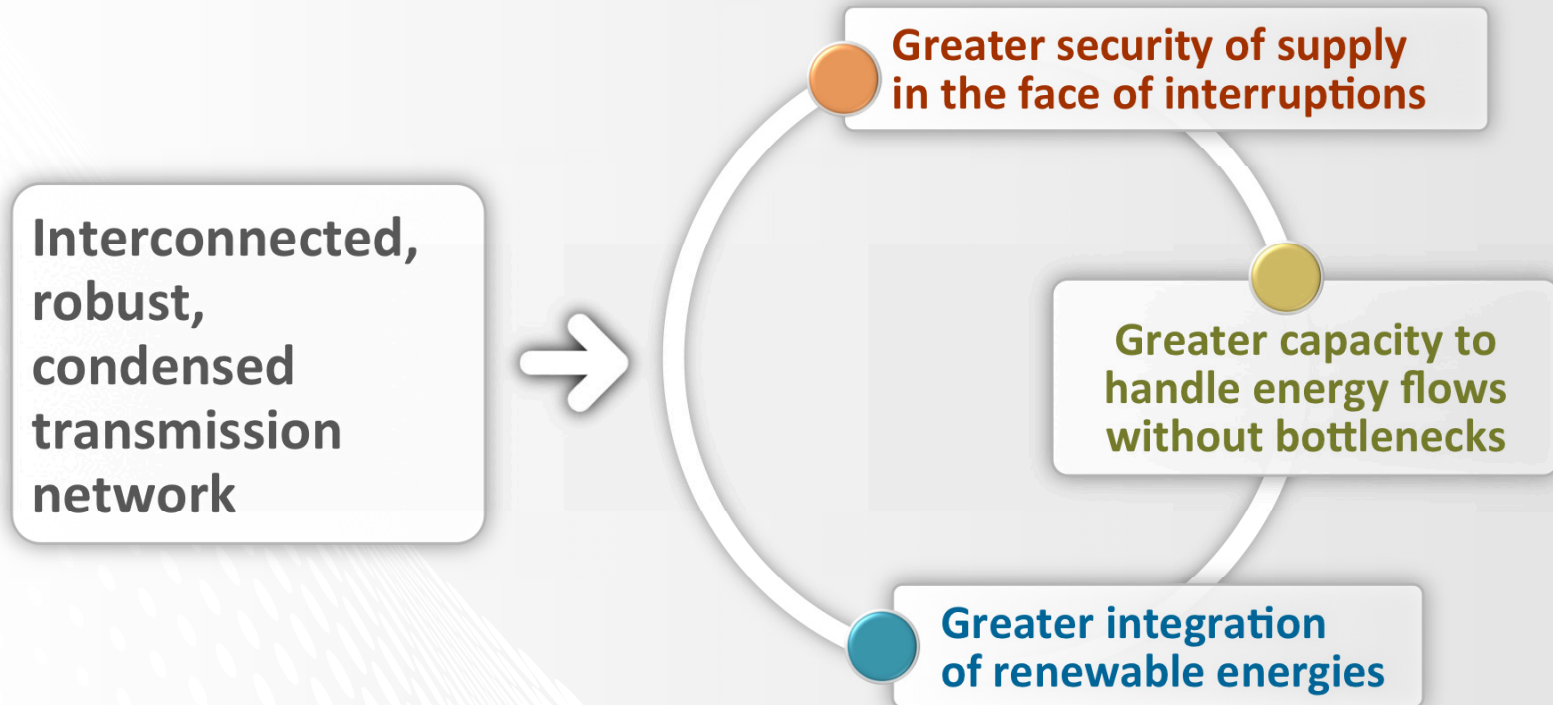 Interconnected,
robust,
condensed
transmission
network
Greater security of supply
in the face of interruptions
Greater capacity to
handle energy flows
without bottlenecks
Greater integration
of renewable energies